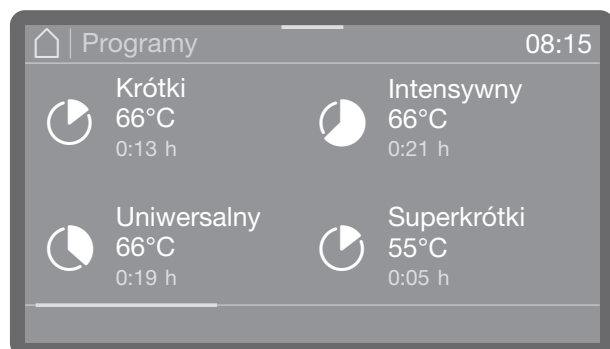 Programy 08:15
Krótki
66°C
0:13 h
Intensywny
66°C
0:21 h
Uniwersalny
66°C
0:19 h
Superkrótki
55°C
0:05 h